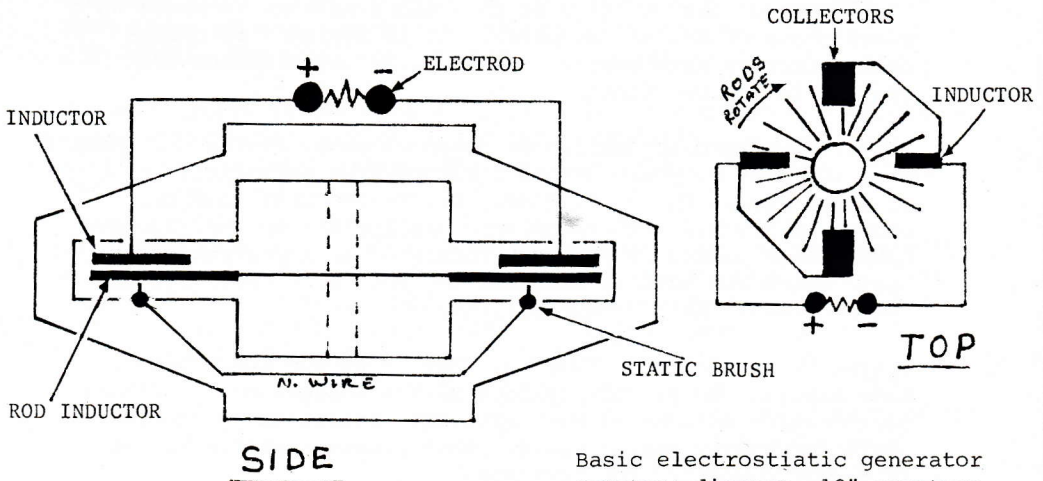 COLLECTORS
+ - ELECTROD
INDUCTOR
RODS
ROTATE
INDUCTOR
STATIC BRUSH
+ -
TOP
N. WIRE
ROD INDUCTOR
SIDE
Basic electrostiatic generator